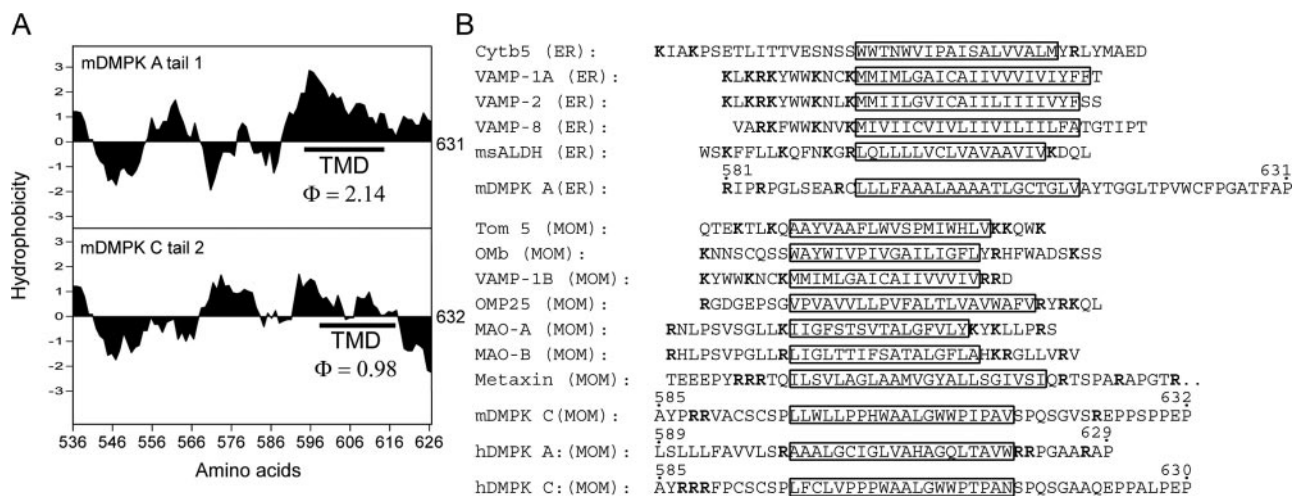 A
mDMPK A tail 1
3
2
1
0
-1
-2
-3
TMD
Φ = 2.14
631
mDMPK C tail 2
3
2
1
0
-1
-2
-3
TMD
Φ = 0.98
632
536 546 556 566 576 586 596 606 616 626
Hydrophobicity
Amino acids
B
Cytb5 (ER): KIAKPSETLITTVESNSSWWTNWVIPAISALVVALMYRLYMAED
VAMP-1A (ER): KLKRKYWWKNCKMMIMLGAICAIIVVVIVIYFFT
VAMP-2 (ER): KLKRKYWWKNLKMMIILGVICAIILIIIIVYFSS
VAMP-8 (ER): VARKFWWKNVKMIVIICVIVLIIVILIILFATGTIPT
msALDH (ER): WSKFFLLKQFNKGRLQLLLLVCLVAVAAVIVKDQL
581 631
mDMPK A(ER): RIPRPGLSEARCLLLFAAALAAAATLGCTGLVAYTGGLTPVWCFPGATFAP
Tom 5 (MOM): QTEKTLKQAAYVAAFLWVSPMIWHLVKKQWK
OMb (MOM): KNNSCQSSWAYWIVPIVGAILIGFLYRHFWADSKSS
VAMP-1B (MOM): KYWWKNCKMMIMLGAICAIIVVVIVRRD
OMP25 (MOM): RGDGEPSGVPVAVVLLPVFALTLVAVWAFVRYRKQL
MAO-A (MOM): RNLPSVSGLLKIIGFSTSVTALGFVLYKYKLLPRS
MAO-B (MOM): RHLPSVPGLLRLIGLTTIFSATALGFLAHKRGLLVRV
Metaxin (MOM): TEEEPYRRRTQILSVLAGLAAMVGYALLSGIVSIQRTSPARAPGTR..
585 632
mDMPK C(MOM): AYPRRVACSCSPLLWLLPPHWAALGWWPIPAVSPQSGVSREPPSPPEP
589 629
hDMPK A:(MOM): LSLLLFAVVLSRAAALGCIGLVAHAGQLTAVWRRPGAARAP
585 630
hDMPK C:(MOM): AYRRRFPCSCSPLFCLVPPPWAALGWWPTPANSPQSGAAQEPPALPEP